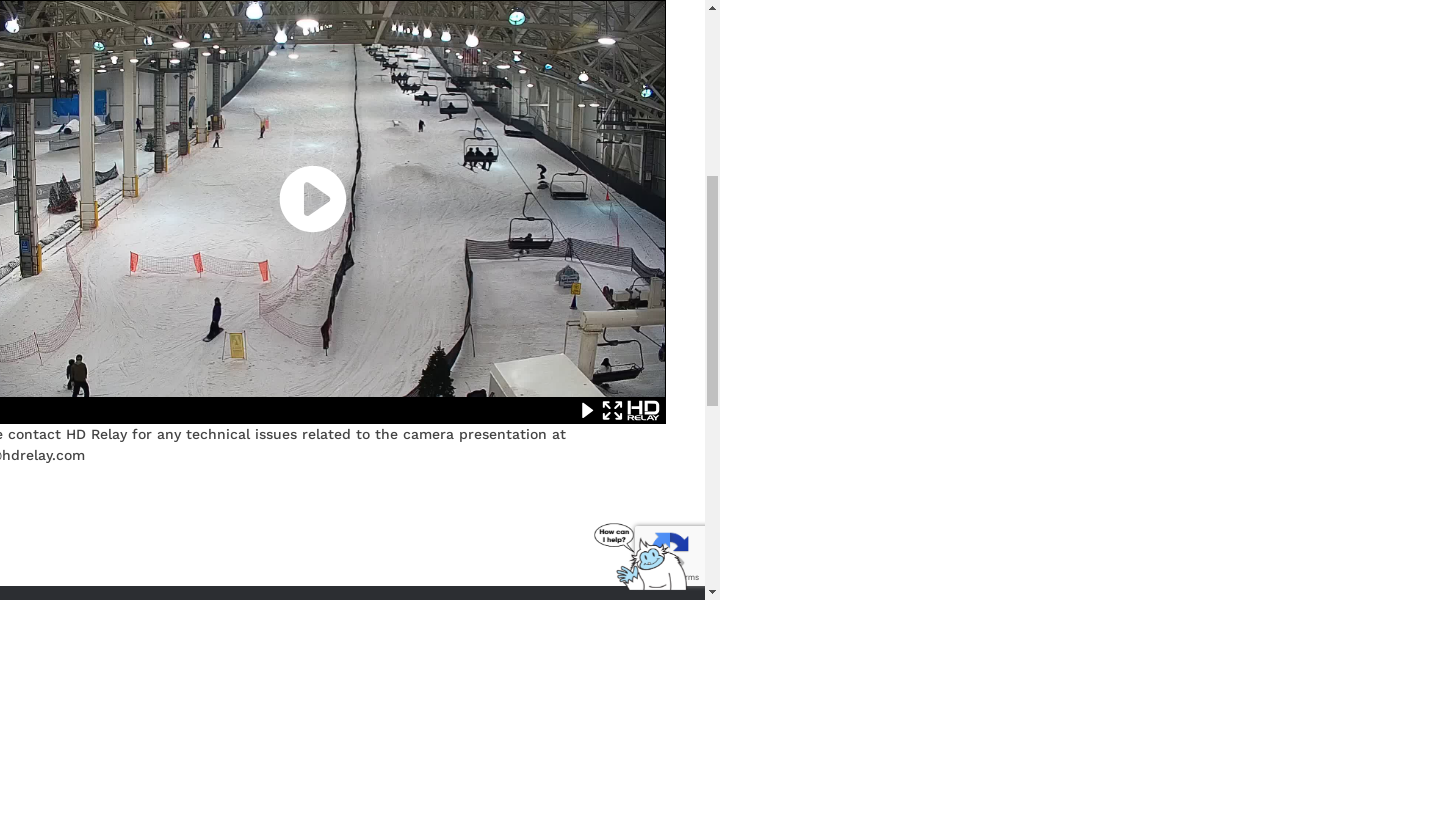 HD
RELAY
contact HD Relay for any technical issues related to the camera presentation at
@hdrelay.com
How can
I help?